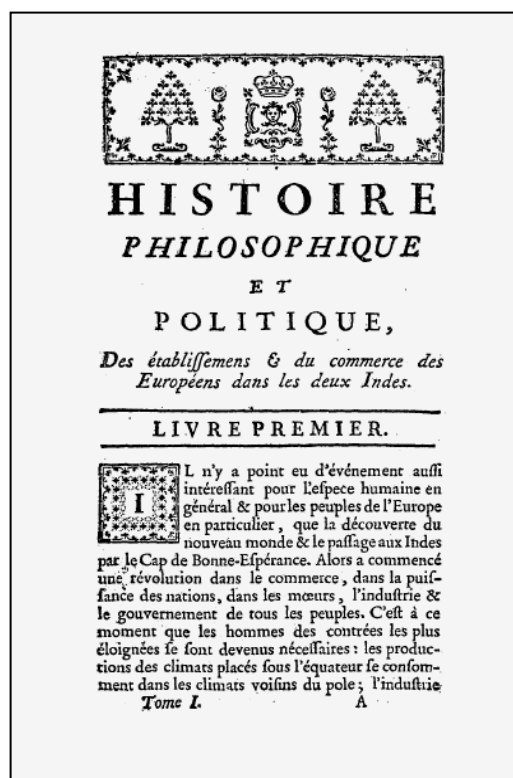 HISTOIRE
PHILOSOPHIQUE
ET
POLITIQUE,
Des établiſſemens & du commerce des
Européens dans les deux Indes.
LIVRE PREMIER.
IL n'y a point eu d'événement auſſi
intéreſſant pour l'eſpece humaine en
général & pour les peuples de l'Europe
en particulier, que la découverte du
nouveau monde & le paſſage aux Indes
par le Cap de Bonne-Eſpérance. Alors a commencé
une révolution dans le commerce, dans la puiſ-
ſance des nations, dans les mœurs, l'induſtrie &
le gouvernement de tous les peuples. C'eſt à ce
moment que les hommes des contrées les plus
éloignées ſe ſont devenus néceſſaires : les produc-
tions des climats placés ſous l'équateur ſe conſom-
ment dans les climats voiſins du pole ; l'induſtrie
Tome I. A